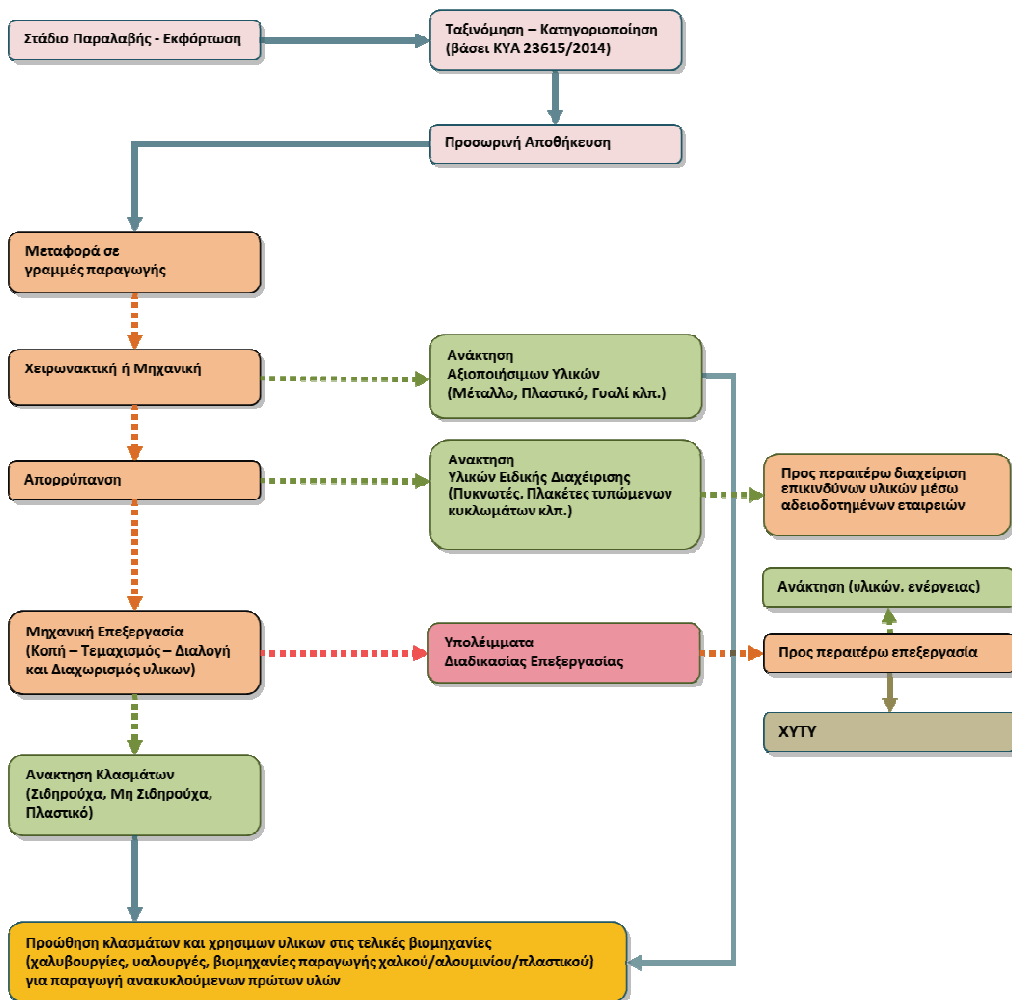 Στάδιο Παραλαβής - Εκφόρτωση
Ταξινόμηση – Κατηγοριοποίηση
(βάσει ΚΥΑ 23615/2014)
Προσωρινή Αποθήκευση
Μεταφορά σε
γραμμές παραγωγής
Χειρωνακτική ή Μηχανική
Ανάκτηση
Αξιοποιήσιμων Υλικών
(Μέταλλο, Πλαστικό, Γυαλί κλπ.)
Απορρύπανση
Ανακτηση
Υλικών Ειδικής Διαχείρισης
(Πυκνωτές. Πλακέτες τυπώμενων
κυκλωμάτων κλπ.)
Προς περαιτέρω διαχείριση
επικινδύνων υλικών μέσω
αδειοδοτημένων εταιρειών
Ανάκτηση (υλικών. ενέργειας)
Μηχανική Επεξεργασία
(Κοπή – Τεμαχισμός – Διαλογή
και Διαχωρισμός υλικων)
Υπολέιμματα
Διαδικασίας Επεξεργασίας
Προς περαιτέρω επεξεργασία
ΧΥΤΥ
Ανακτηση Κλασμάτων
(Σιδηρούχα, Μη Σιδηρούχα,
Πλαστικό)
Προώθηση κλασμάτων και χρησιμων υλικων στις τελικές βιομηχανίες
(χαλυβουργίες, υαλουργές, βιομηχανίες παραγωγής χαλκού/αλουμινίου/πλαστικού)
για παραγωγή ανακυκλούμενων πρώτων υλών